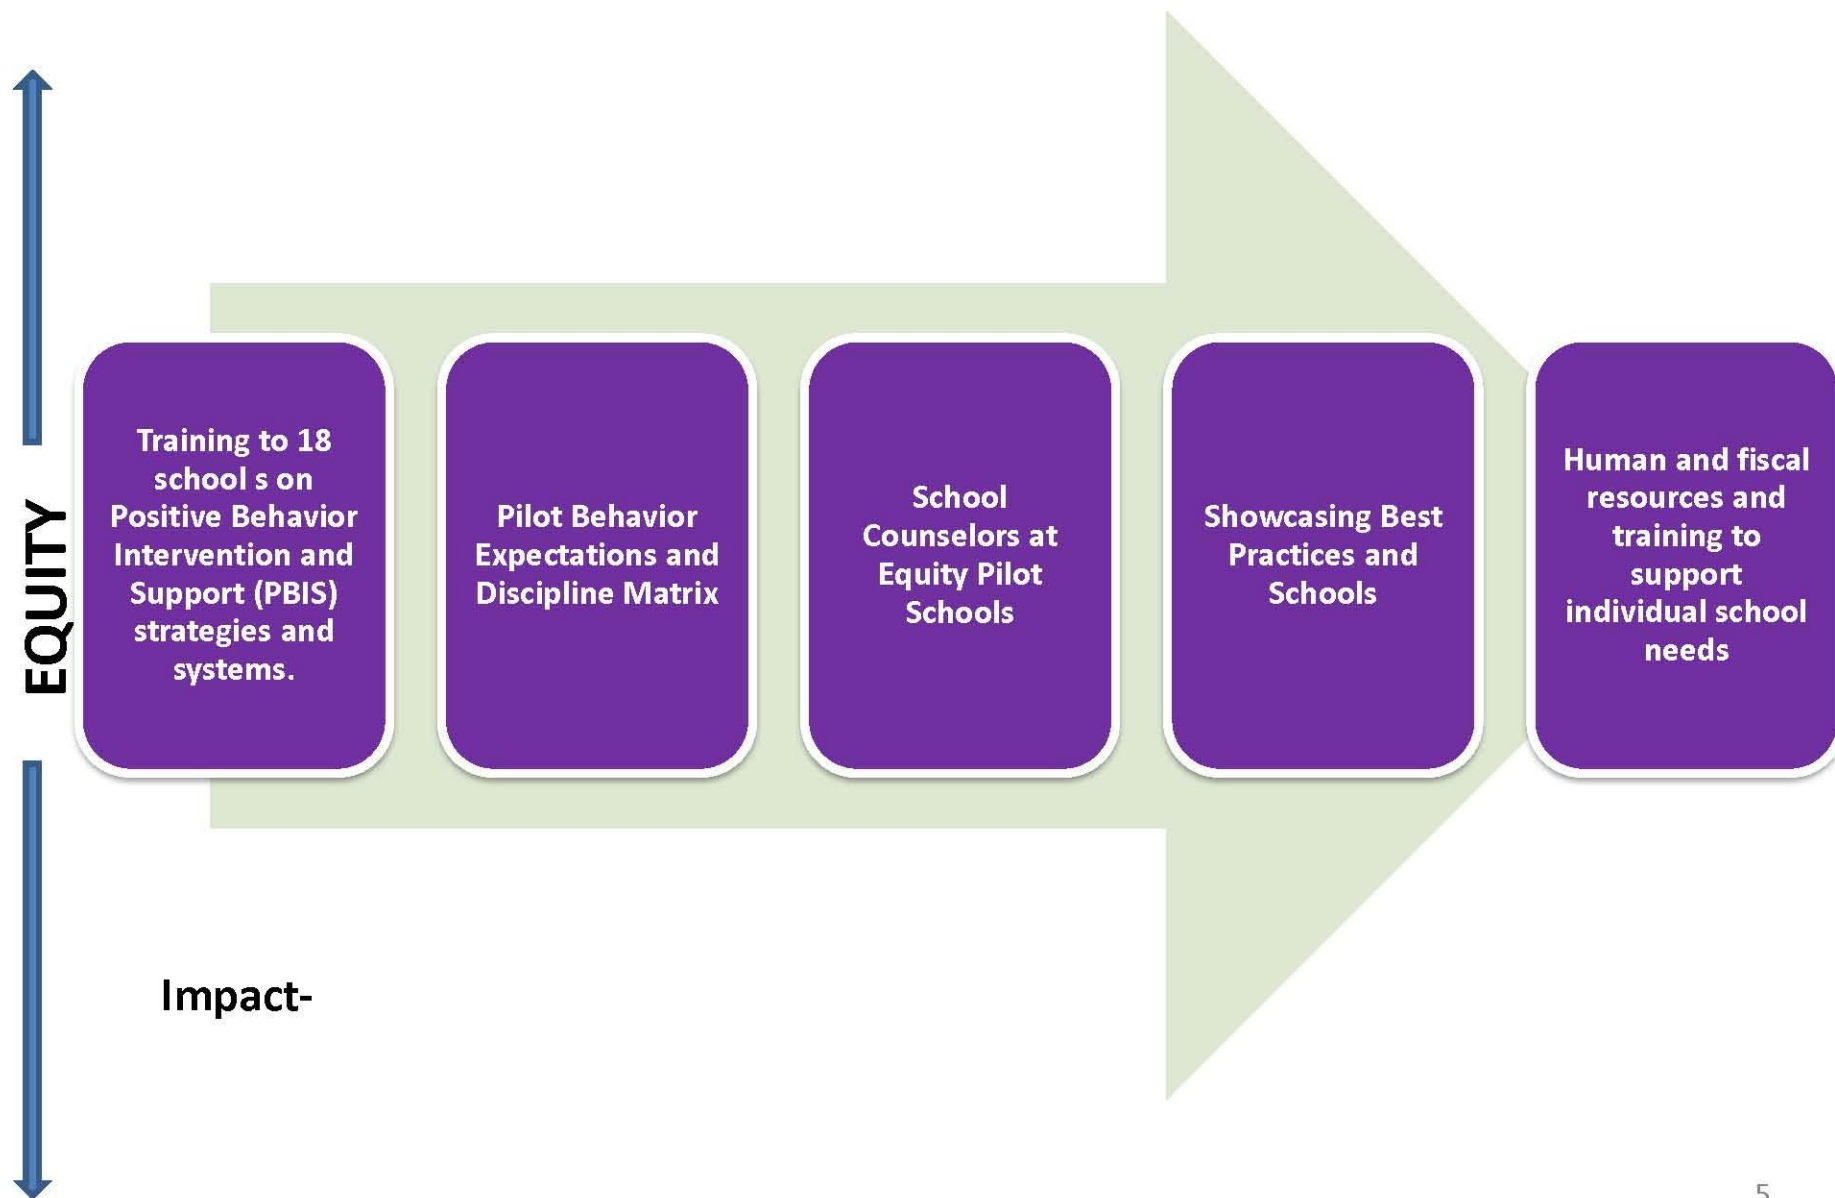 EQUITY
Training to 18
school s on
Positive Behavior
Intervention and
Support (PBIS)
strategies and
systems.
Pilot Behavior
Expectations and
Discipline Matrix
School
Counselors at
Equity Pilot
Schools
Showcasing Best
Practices and
Schools
Human and fiscal
resources and
training to
support
individual school
needs
Impact-
5